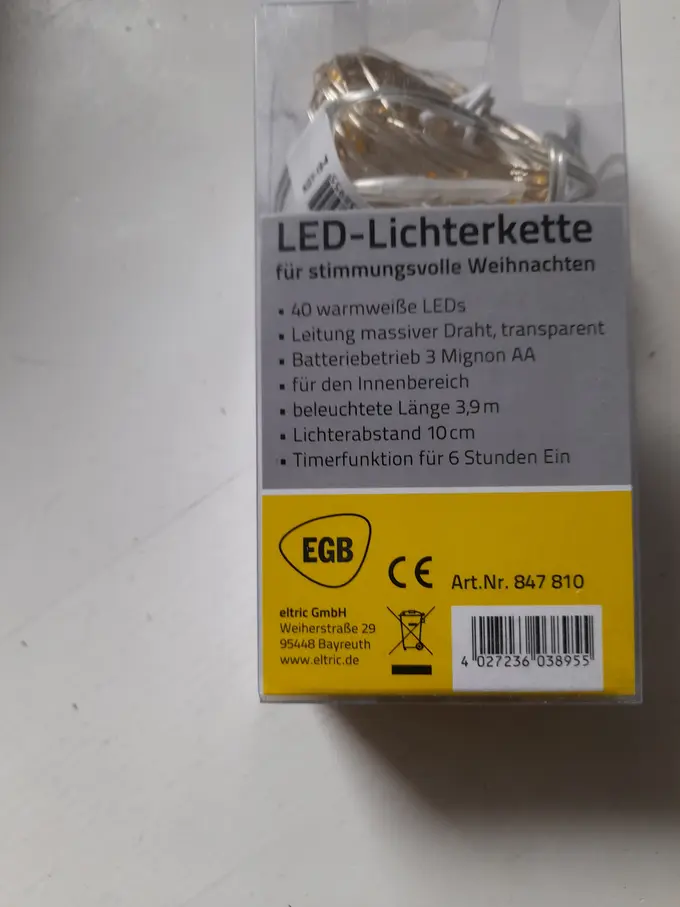 LED-Lichterkette
für stimmungsvolle Weihnachten
▪ 40 warmweiße LEDs
▪ Leitung massiver Draht, transparent
▪ Batteriebetrieb 3 Mignon AA
▪ für den Innenbereich
▪ beleuchtete Länge 3,9 m
▪ Lichterabstand 10 cm
▪ Timerfunktion für 6 Stunden Ein
EGB
CE
Art.Nr. 847 810
eltric GmbH
Weiherstraße 29
95448 Bayreuth
www.eltric.de
4 027236 038955